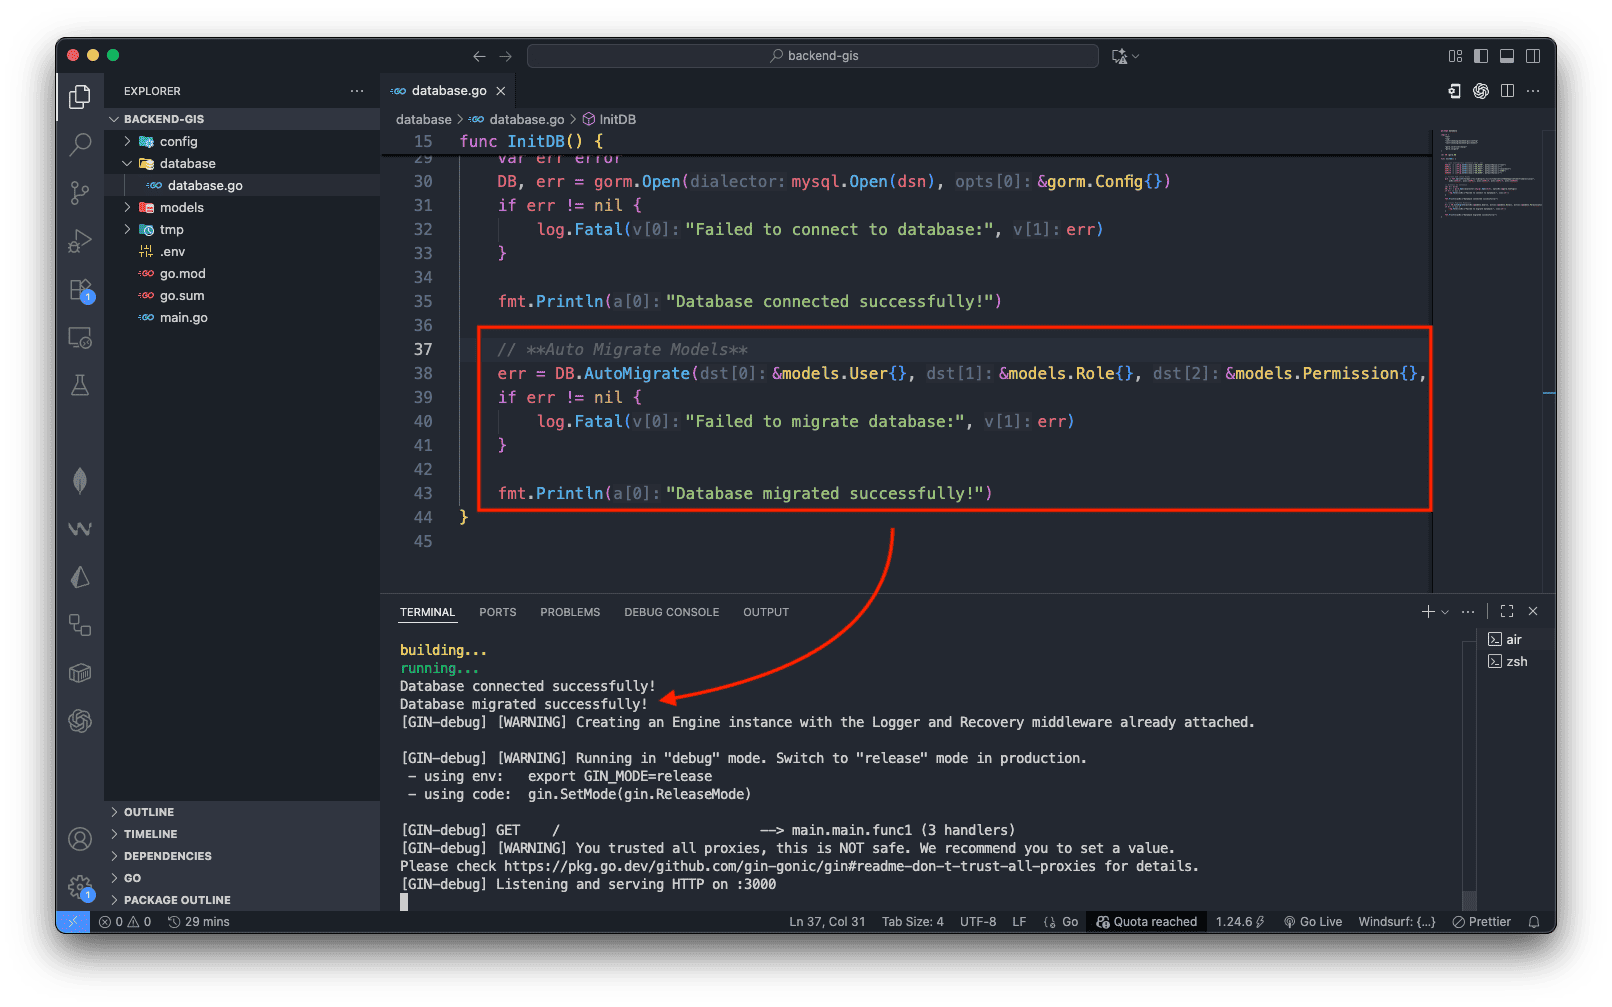 backend-gis
EXPLORER
BACKEND-GIS
config
database
database.go
models
tmp
.env
go.mod
go.sum
main.go
OUTLINE
TIMELINE
DEPENDENCIES
GO
PACKAGE OUTLINE
database.go
database > database.go > InitDB
15 func InitDB() {
29 var err error
30 DB, err = gorm.Open(dialector: mysql.Open(dsn), opts[0]: &gorm.Config{})
31 if err != nil {
32 log.Fatal(v[0]: "Failed to connect to database:", v[1]: err)
33 }
34
35 fmt.Println(a[0]: "Database connected successfully!")
36
37 // **Auto Migrate Models**
38 err = DB.AutoMigrate(dst[0]: &models.User{}, dst[1]: &models.Role{}, dst[2]: &models.Permission{},
39 if err != nil {
40 log.Fatal(v[0]: "Failed to migrate database:", v[1]: err)
41 }
42
43 fmt.Println(a[0]: "Database migrated successfully!")
44 }
45
TERMINAL PORTS PROBLEMS DEBUG CONSOLE OUTPUT
building...
running...
Database connected successfully!
Database migrated successfully!
[GIN-debug] [WARNING] Creating an Engine instance with the Logger and Recovery middleware already attached.
[GIN-debug] [WARNING] Running in "debug" mode. Switch to "release" mode in production.
- using env: export GIN_MODE=release
- using code: gin.SetMode(gin.ReleaseMode)
[GIN-debug] GET / --> main.main.func1 (3 handlers)
[GIN-debug] [WARNING] You trusted all proxies, this is NOT safe. We recommend you to set a value.
Please check https://pkg.go.dev/github.com/gin-gonic/gin#readme-don-t-trust-all-proxies for details.
[GIN-debug] Listening and serving HTTP on :3000
air
zsh
0 0 29 mins Ln 37, Col 31 Tab Size: 4 UTF-8 LF Go Quota reached 1.24.6 Go Live Windsurf: {...} Prettier